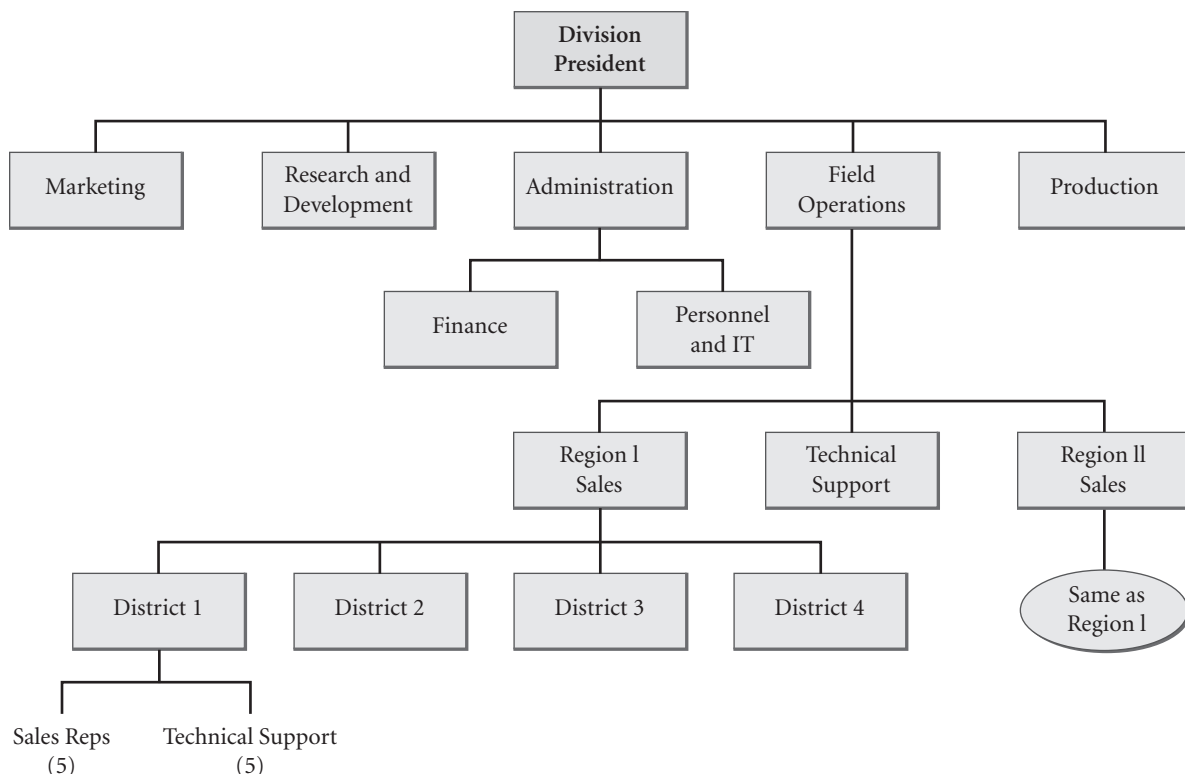 Division
President
Marketing
Research and
Development
Administration
Field
Operations
Production
Finance
Personnel
and IT
Region l
Sales
Technical
Support
Region ll
Sales
District 1
District 2
District 3
District 4
Same as
Region l
Sales Reps
(5)
Technical Support
(5)